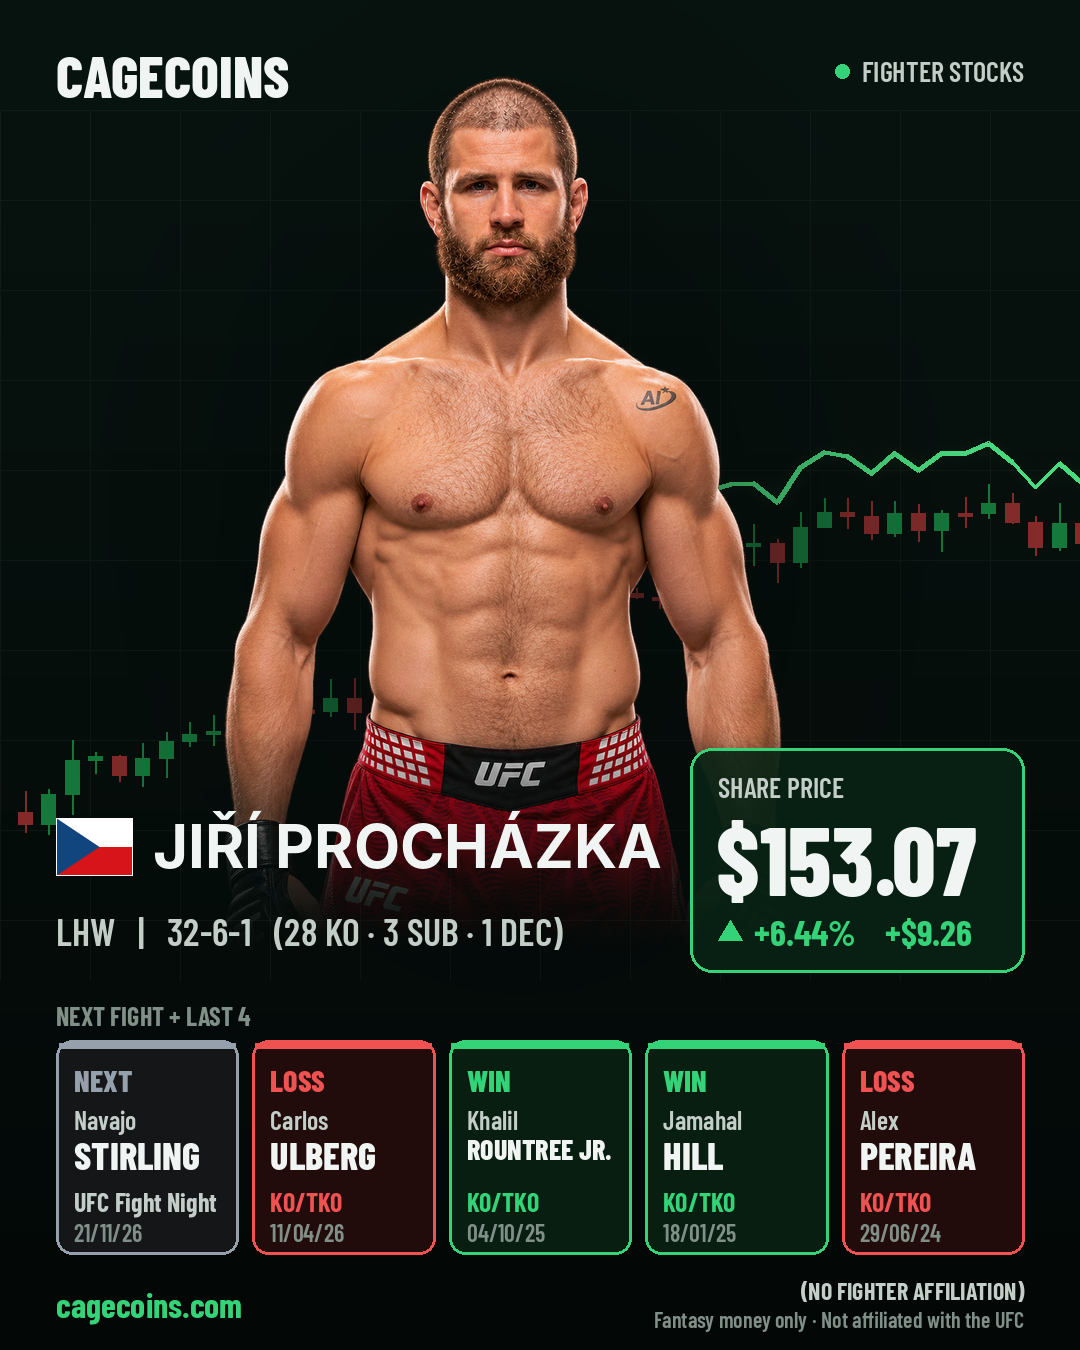 CAGECOINS
FIGHTER STOCKS
AI
UFC
UFC
SHARE PRICE
$153.07
▲ +6.44% +$9.26
JIŘÍ PROCHÁZKA
LHW | 32-6-1 (28 KO · 3 SUB · 1 DEC)
NEXT FIGHT + LAST 4
NEXT
Navajo
STIRLING
UFC Fight Night
21/11/26
LOSS
Carlos
ULBERG
KO/TKO
11/04/26
WIN
Khalil
ROUNTREE JR.
KO/TKO
04/10/25
WIN
Jamahal
HILL
KO/TKO
18/01/25
LOSS
Alex
PEREIRA
KO/TKO
29/06/24
cagecoins.com
(NO FIGHTER AFFILIATION)
Fantasy money only · Not affiliated with the UFC